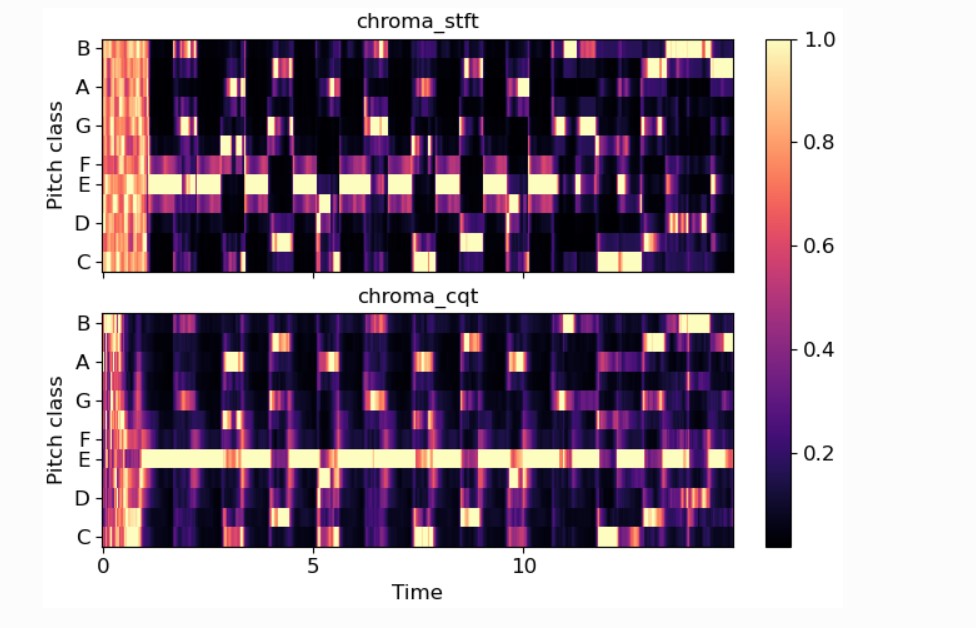 chroma_stft
Pitch class
B
A
G
F
E
D
C
1.0
0.8
0.6
0.4
0.2
chroma_cqt
Pitch class
B
A
G
F
E
D
C
0
5
10
Time